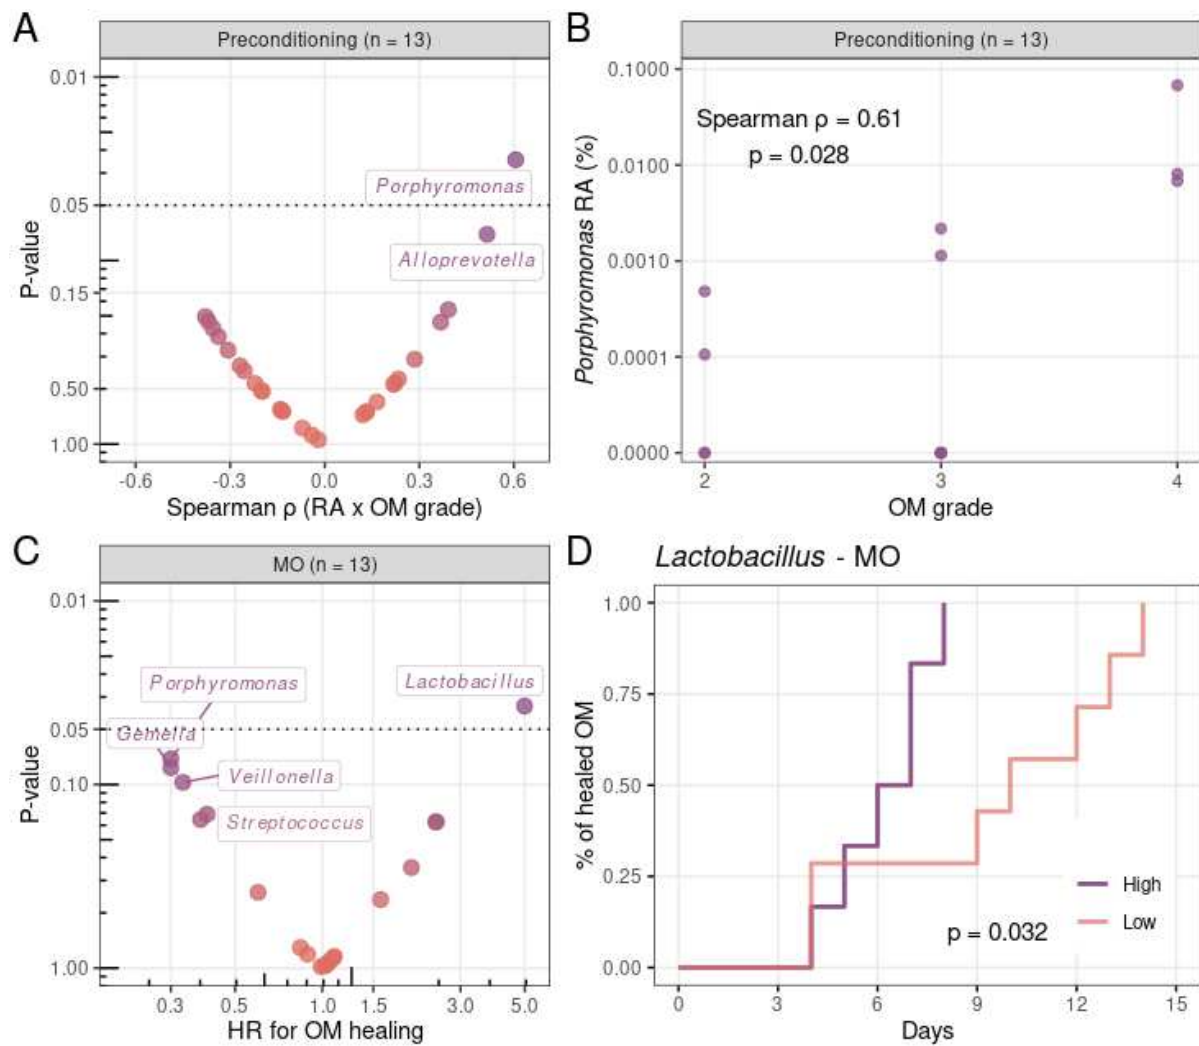 A
Preconditioning (n = 13)
0.01
0.05
0.15
0.50
1.00
P-value
Porphyromonas
Alloprevotella
-0.6
-0.3
0.0
0.3
0.6
Spearman ρ (RA x OM grade)
B
Preconditioning (n = 13)
0.1000
0.0100
0.0010
0.0001
0.0000
Porphyromonas RA (%)
Spearman ρ = 0.61
p = 0.028
2
3
4
OM grade
C
MO (n = 13)
0.01
0.05
0.10
1.00
P-value
Porphyromonas
Lactobacillus
Gemella
Veillonella
Streptococcus
0.3
0.5
1.0
1.5
3.0
5.0
HR for OM healing
D
Lactobacillus - MO
1.00
0.75
0.50
0.25
0.00
% of healed OM
High
Low
p = 0.032
0
3
6
9
12
15
Days